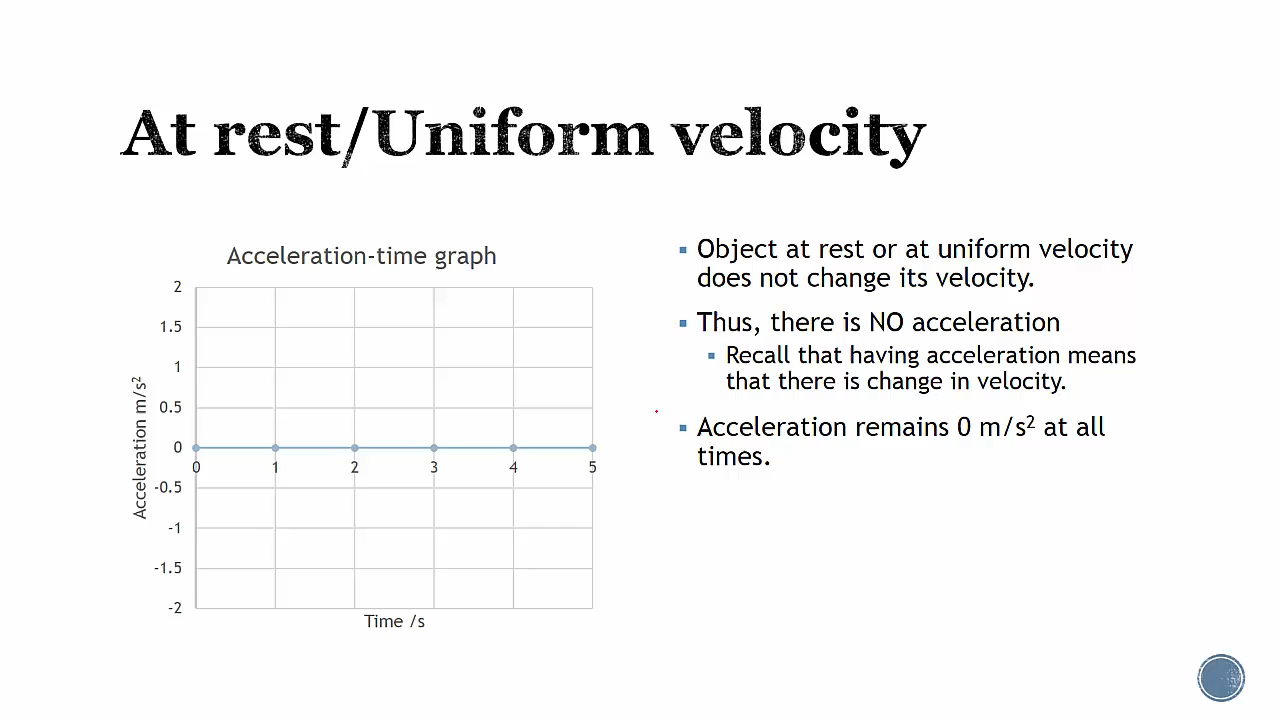 At rest/Uniform velocity
Acceleration-time graph
2
1.5
1
0.5
0
-0.5
-1
-1.5
-2
0 1 2 3 4 5
Acceleration m/s²
Time /s
Object at rest or at uniform velocity
does not change its velocity.
Thus, there is NO acceleration
Recall that having acceleration means
that there is change in velocity.
Acceleration remains 0 m/s² at all
times.